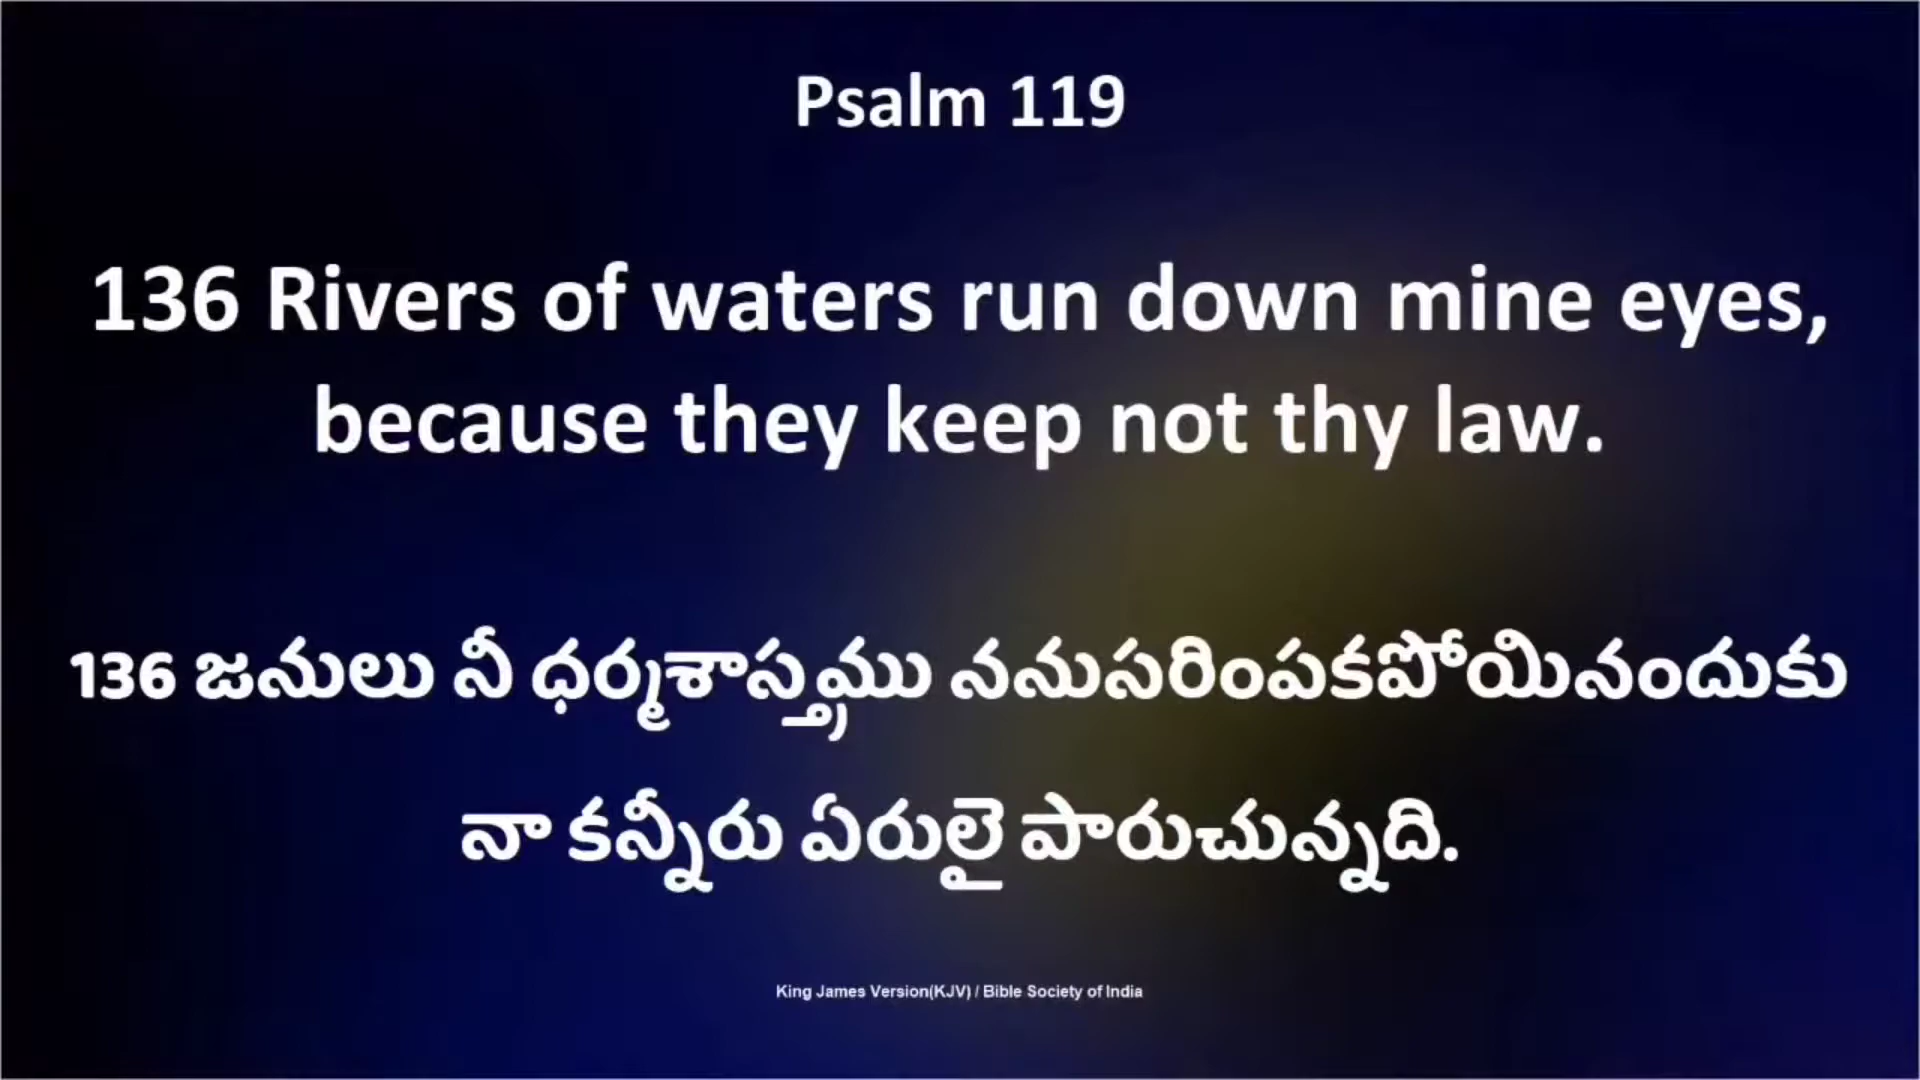 Psalm 119
136 Rivers of waters run down mine eyes,
because they keep not thy law.
136 జనులు నీ ధర్మశాస్త్రము ననుసరింపకపోయినందుకు
నా కన్నీరు ఏరులై పారుచున్నది.
King James Version(KJV) / Bible Society of India